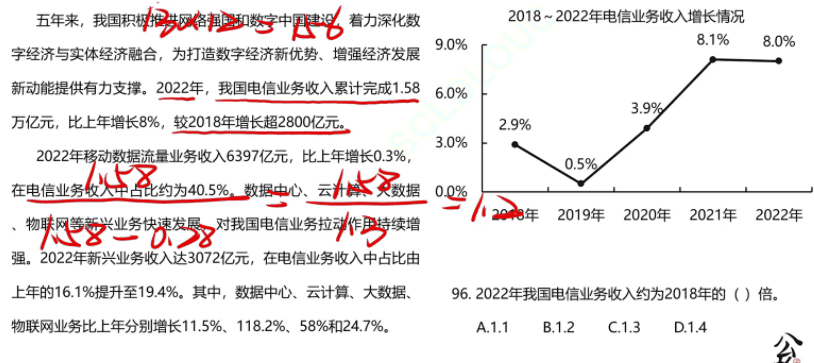 五年来，我国积极推进网络强国和数字中国建设，着力深化数
13×12=156
字经济与实体经济融合，为打造数字经济新优势、增强经济发展
新动能提供有力支撑。2022年，我国电信业务收入累计完成1.58
万亿元，比上年增长8%，较2018年增长超2800亿元。
2022年移动数据流量业务收入6397亿元，比上年增长0.3%，
在电信业务收入中占比约为40.5%。数据中心、云计算、大数据
、物联网等新兴业务快速发展，对我国电信业务拉动作用持续增
强。2022年新兴业务收入达3072亿元，在电信业务收入中占比由
上年的16.1%提升至19.4%。其中，数据中心、云计算、大数据、
物联网业务比上年分别增长11.5%、118.2%、58%和24.7%。
1.58
1.58-0.28
=
1.58
1.3
=1.2
2018～2022年电信业务收入增长情况
9.0%
6.0%
3.0%
0.0%
2.9%
0.5%
3.9%
8.1%
8.0%
2018年 2019年 2020年 2021年 2022年
96. 2022年我国电信业务收入约为2018年的（ ）倍。
A.1.1 B.1.2 C.1.3 D.1.4